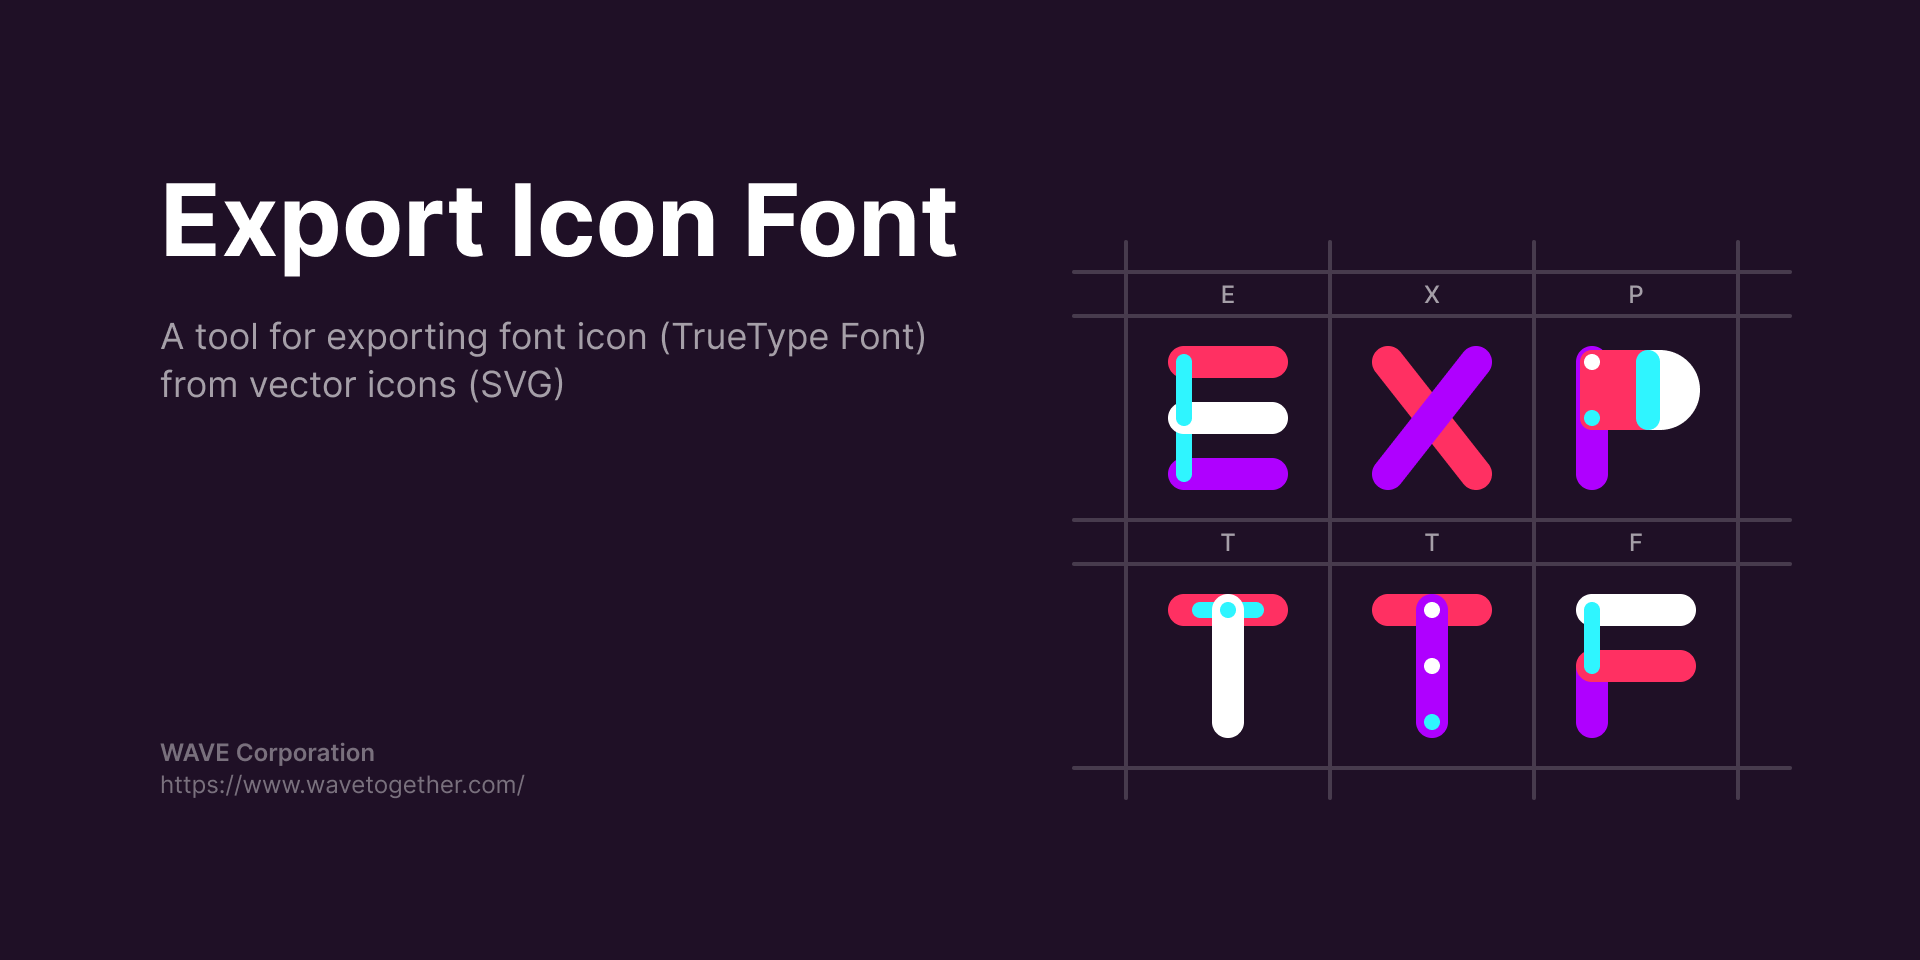 Export Icon Font
A tool for exporting font icon (TrueType Font)
from vector icons (SVG)
WAVE Corporation
https://www.wavetogether.com/
E X P
E X P
T T F
T T F